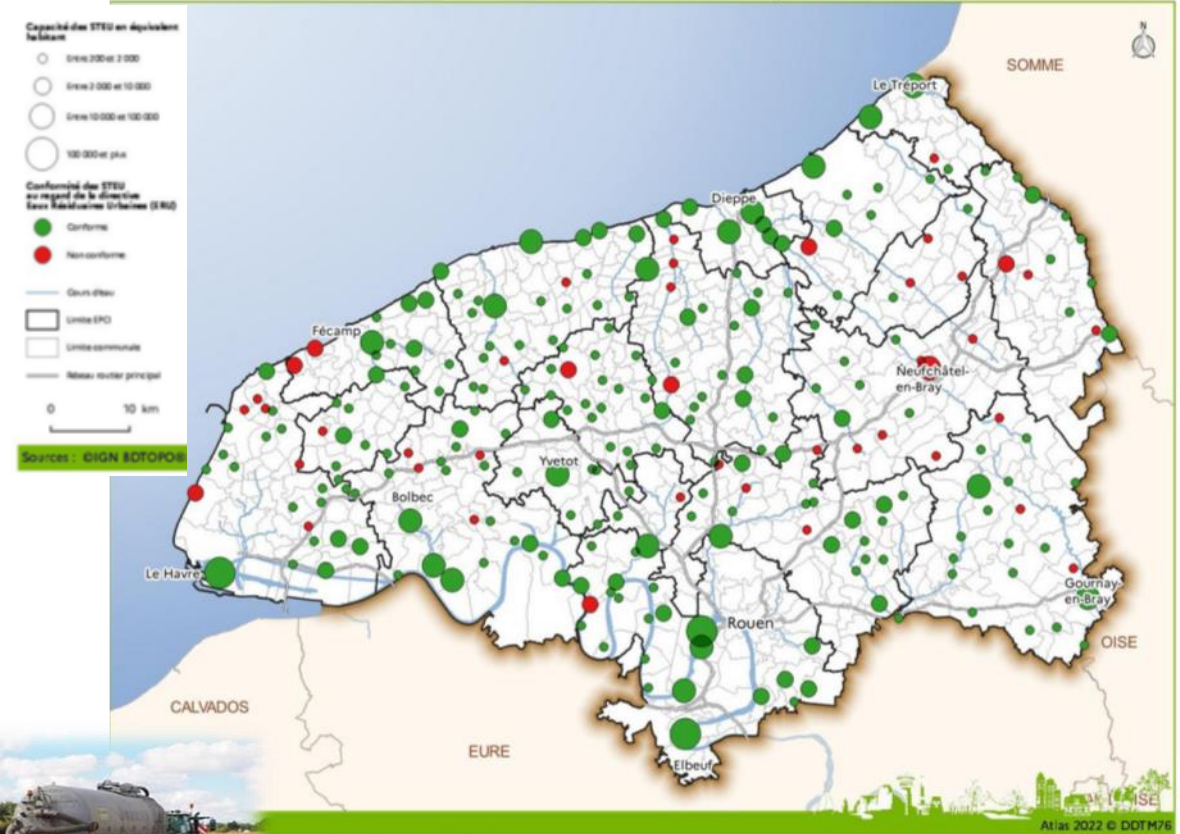 Capacité des STEU en équivalent
habitant
Entre 200 et 2 000
Entre 2 000 et 10 000
Entre 10 000 et 100 000
100 000 et plus
Conformité des STEU
au regard de la directive
Eaux Résiduaires Urbaines (ERU)
Conforme
Non conforme
Cours d'eau
Limite EPCI
Limite communale
Réseau routier principal
0 10 km
Sources : ©IGN BDTOPO®
N
SOMME
Le Tréport
Dieppe
Fécamp
Neufchâtel-
en-Bray
Yvetot
Bolbec
Le Havre
Gournay-
en-Bray
Rouen
OISE
CALVADOS
EURE
Elbeuf
Atlas 2022 © DDTM76